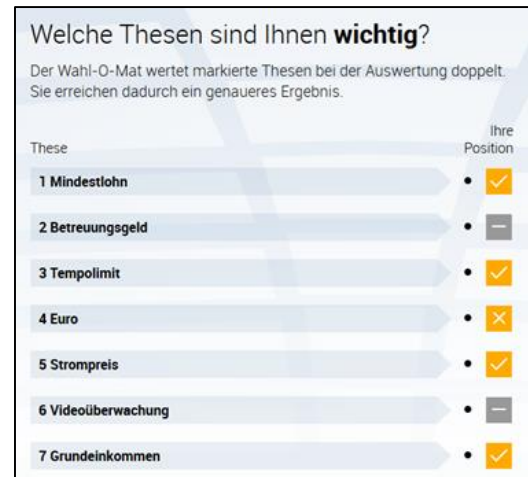 Welche Thesen sind Ihnen wichtig?
Der Wahl-O-Mat wertet markierte Thesen bei der Auswertung doppelt.
Sie erreichen dadurch ein genaueres Ergebnis.
These
Ihre
Position
1 Mindestlohn
2 Betreuungsgeld
3 Tempolimit
4 Euro
5 Strompreis
6 Videoüberwachung
7 Grundeinkommen